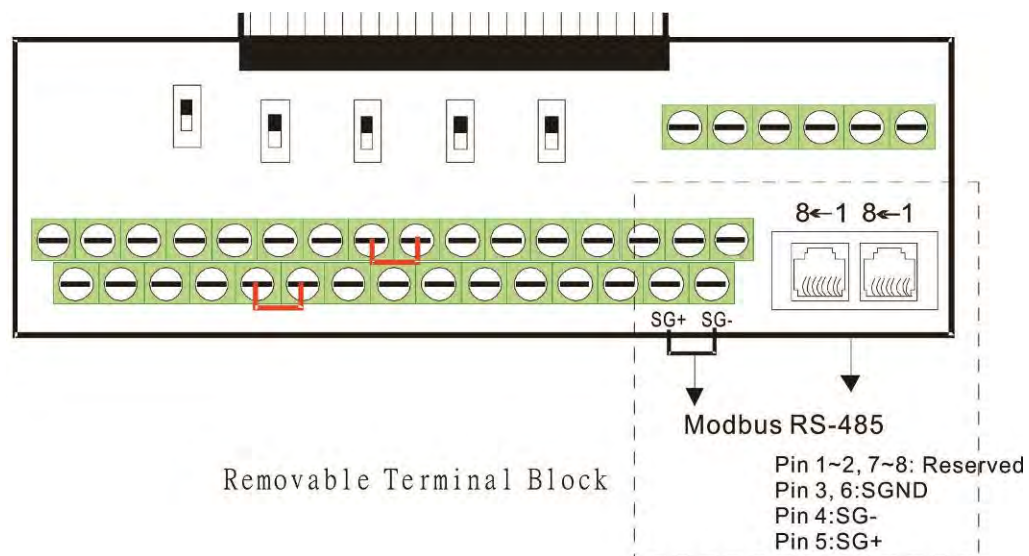 8←1 8←1
SG+ SG-
Modbus RS-485
Removable Terminal Block
Pin 1~2, 7~8: Reserved
Pin 3, 6:SGND
Pin 4:SG-
Pin 5:SG+